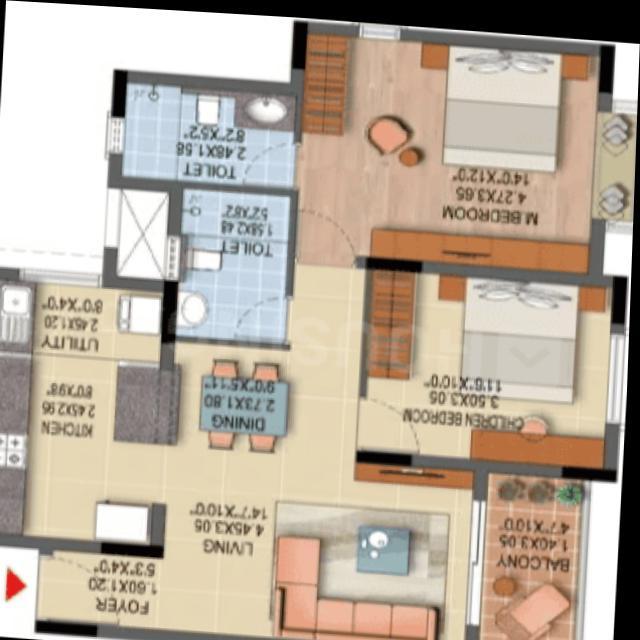 BALCONY
1.40X3.05
4'7"X10'0"
LIVING
4.45X3.05
14'7"X10'0"
FOYER
1.60X1.20
5'3"X4'0"
CHILDREN BEDROOM
3.50X3.05
11'6"X10'0"
DINING
2.73X1.80
9'0"X5'11"
KITCHEN
2.45X2.95
8'0"X9'8"
UTILITY
2.45X1.20
8'0"X4'0"
M.BEDROOM
4.27X3.65
14'0"X12'0"
TOILET
1.58X2.48
5'2"X8'2"
TOILET
2.48X1.58
8'2"X5'2"